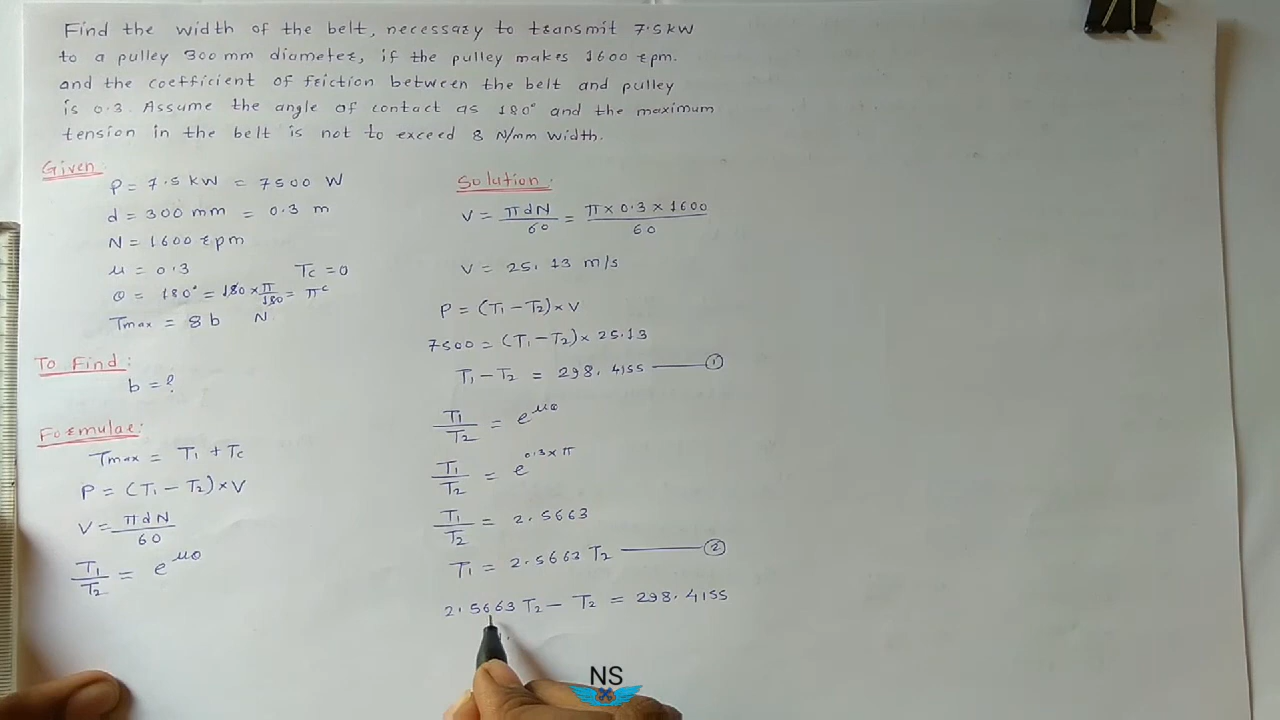 Find the width of the belt, necessary to transmit 7.5 kW
to a pulley 300 mm diameter, if the pulley makes 1600 rpm.
and the coefficient of friction between the belt and pulley
is 0.3. Assume the angle of contact as 180° and the maximum
tension in the belt is not to exceed 8 N/mm width.
Given
P = 7.5 kW = 7500 W
d = 300 mm = 0.3 m
N = 1600 rpm
μ = 0.3 Tc = 0
θ = 180° = 180 × π/180 = π^c
Tmax = 8 b N
To Find:
b = ?
Formulae:
Tmax = T1 + Tc
P = (T1 - T2) × V
V = πdN/60
T1/T2 = e^μθ
Solution:
V = πdN/60 = π × 0.3 × 1600/60
V = 25.13 m/s
P = (T1 - T2) × V
7500 = (T1 - T2) × 25.13
T1 - T2 = 298.4155 —— ①
T1/T2 = e^μθ
T1/T2 = e^0.3×π
T1/T2 = 2.5663
T1 = 2.5663 T2 —— ②
2.5663 T2 - T2 = 298.4155
NS